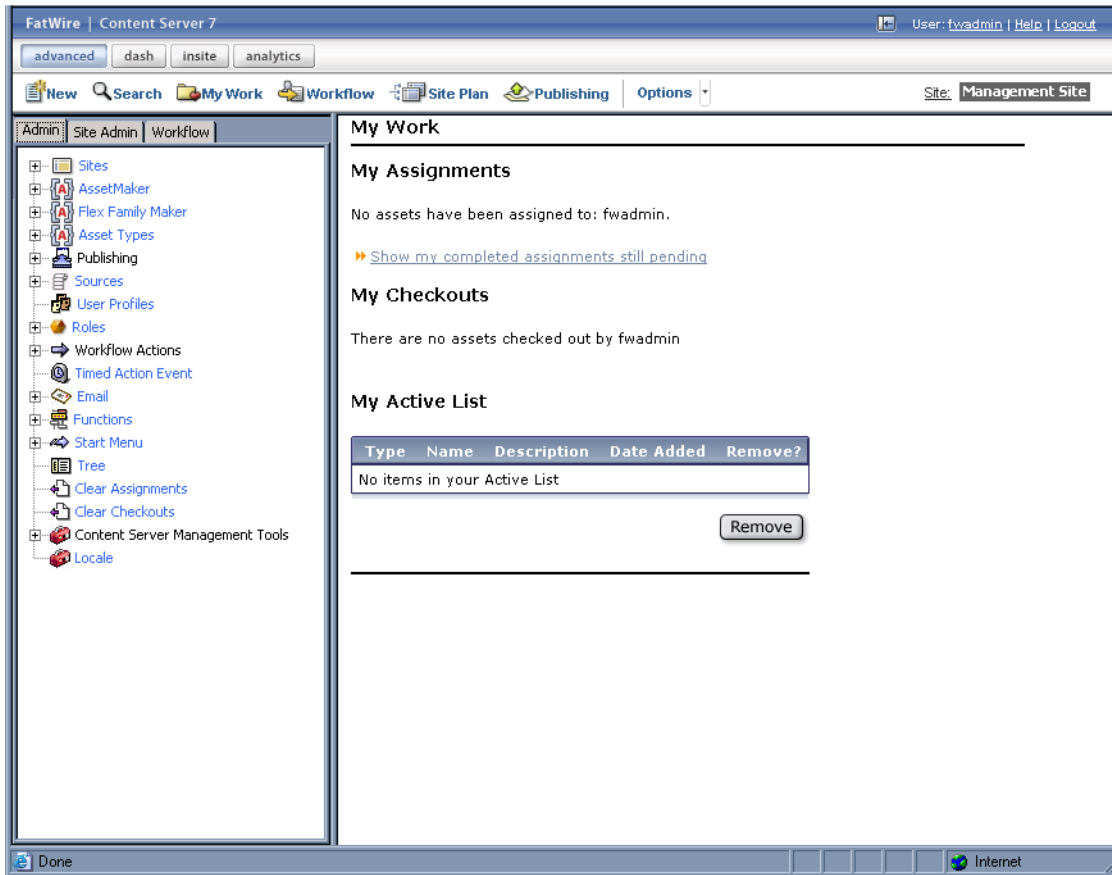 FatWire | Content Server 7
User: fwadmin | Help | Logout
advanced dash insite analytics
New Search My Work Workflow Site Plan Publishing Options Site: Management Site
Admin Site Admin Workflow
Sites
AssetMaker
Flex Family Maker
Asset Types
Publishing
Sources
User Profiles
Roles
Workflow Actions
Timed Action Event
Email
Functions
Start Menu
Tree
Clear Assignments
Clear Checkouts
Content Server Management Tools
Locale
My Work
My Assignments
No assets have been assigned to: fwadmin.
Show my completed assignments still pending
My Checkouts
There are no assets checked out by fwadmin
My Active List
Type Name Description Date Added Remove?
No items in your Active List
Remove
Done Internet